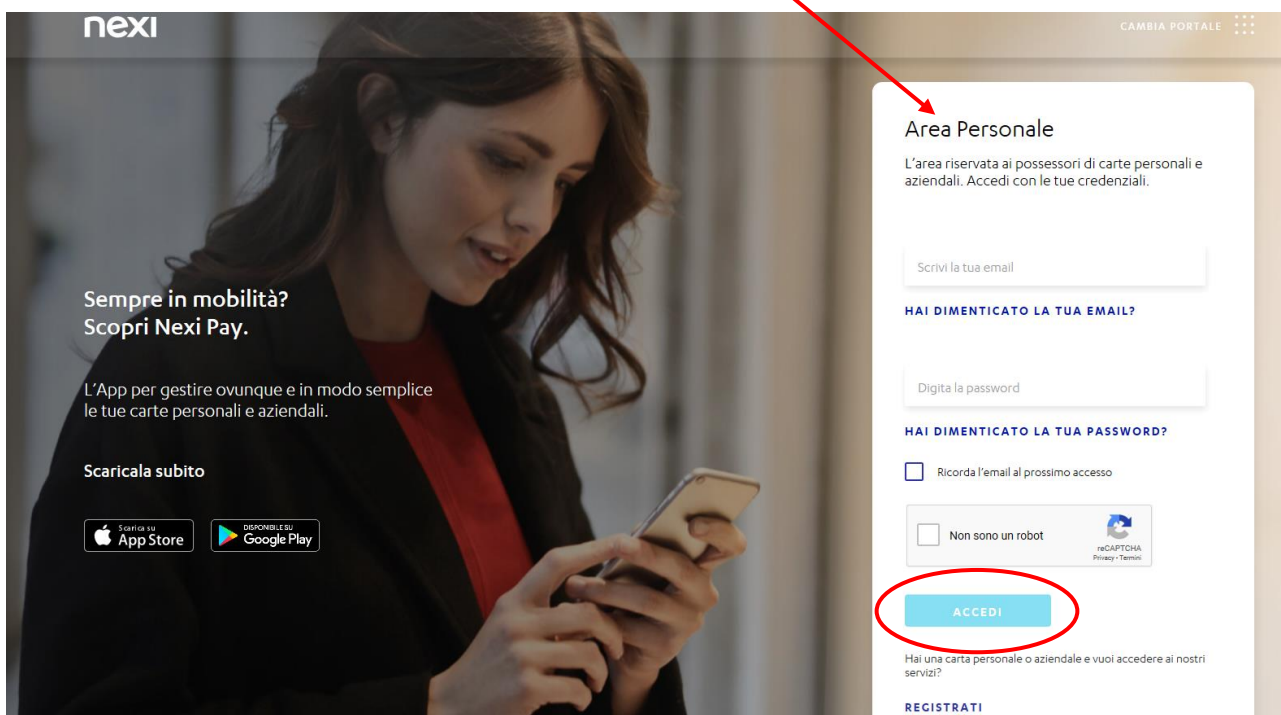 nexi
CAMBIA PORTALE
Sempre in mobilità?
Scopri Nexi Pay.
L'App per gestire ovunque e in modo semplice
le tue carte personali e aziendali.
Scaricala subito
Scarica su
App Store
DISPONIBILE SU
Google Play
Area Personale
L'area riservata ai possessori di carte personali e
aziendali. Accedi con le tue credenziali.
Scrivi la tua email
HAI DIMENTICATO LA TUA EMAIL?
Digita la password
HAI DIMENTICATO LA TUA PASSWORD?
Ricorda l'email al prossimo accesso
Non sono un robot
reCAPTCHA
Privacy - Termini
ACCEDI
Hai una carta personale o aziendale e vuoi accedere ai nostri
servizi?
REGISTRATI